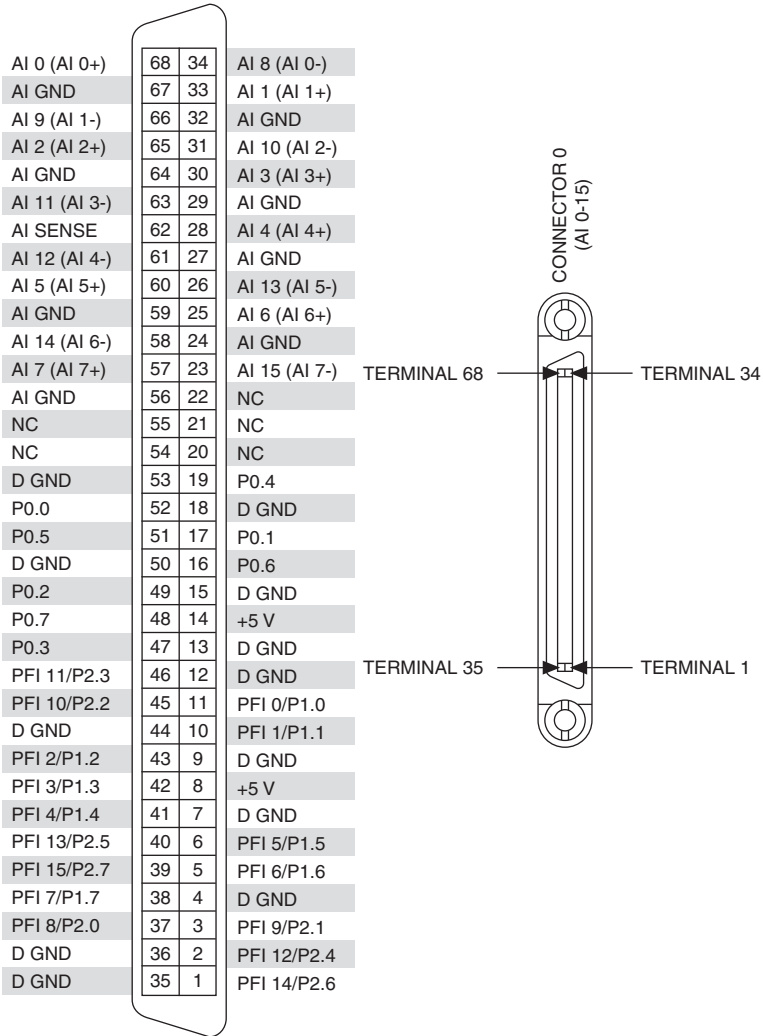 AI 0 (AI 0+) 68 34 AI 8 (AI 0-)
AI GND 67 33 AI 1 (AI 1+)
AI 9 (AI 1-) 66 32 AI GND
AI 2 (AI 2+) 65 31 AI 10 (AI 2-)
AI GND 64 30 AI 3 (AI 3+)
AI 11 (AI 3-) 63 29 AI GND
AI SENSE 62 28 AI 4 (AI 4+)
AI 12 (AI 4-) 61 27 AI GND
AI 5 (AI 5+) 60 26 AI 13 (AI 5-)
AI GND 59 25 AI 6 (AI 6+)
AI 14 (AI 6-) 58 24 AI GND
AI 7 (AI 7+) 57 23 AI 15 (AI 7-)
AI GND 56 22 NC
NC 55 21 NC
NC 54 20 NC
D GND 53 19 P0.4
P0.0 52 18 D GND
P0.5 51 17 P0.1
D GND 50 16 P0.6
P0.2 49 15 D GND
P0.7 48 14 +5 V
P0.3 47 13 D GND
PFI 11/P2.3 46 12 D GND
PFI 10/P2.2 45 11 PFI 0/P1.0
D GND 44 10 PFI 1/P1.1
PFI 2/P1.2 43 9 D GND
PFI 3/P1.3 42 8 +5 V
PFI 4/P1.4 41 7 D GND
PFI 13/P2.5 40 6 PFI 5/P1.5
PFI 15/P2.7 39 5 PFI 6/P1.6
PFI 7/P1.7 38 4 D GND
PFI 8/P2.0 37 3 PFI 9/P2.1
D GND 36 2 PFI 12/P2.4
D GND 35 1 PFI 14/P2.6
CONNECTOR 0
(AI 0-15)
TERMINAL 68 TERMINAL 34
TERMINAL 35 TERMINAL 1